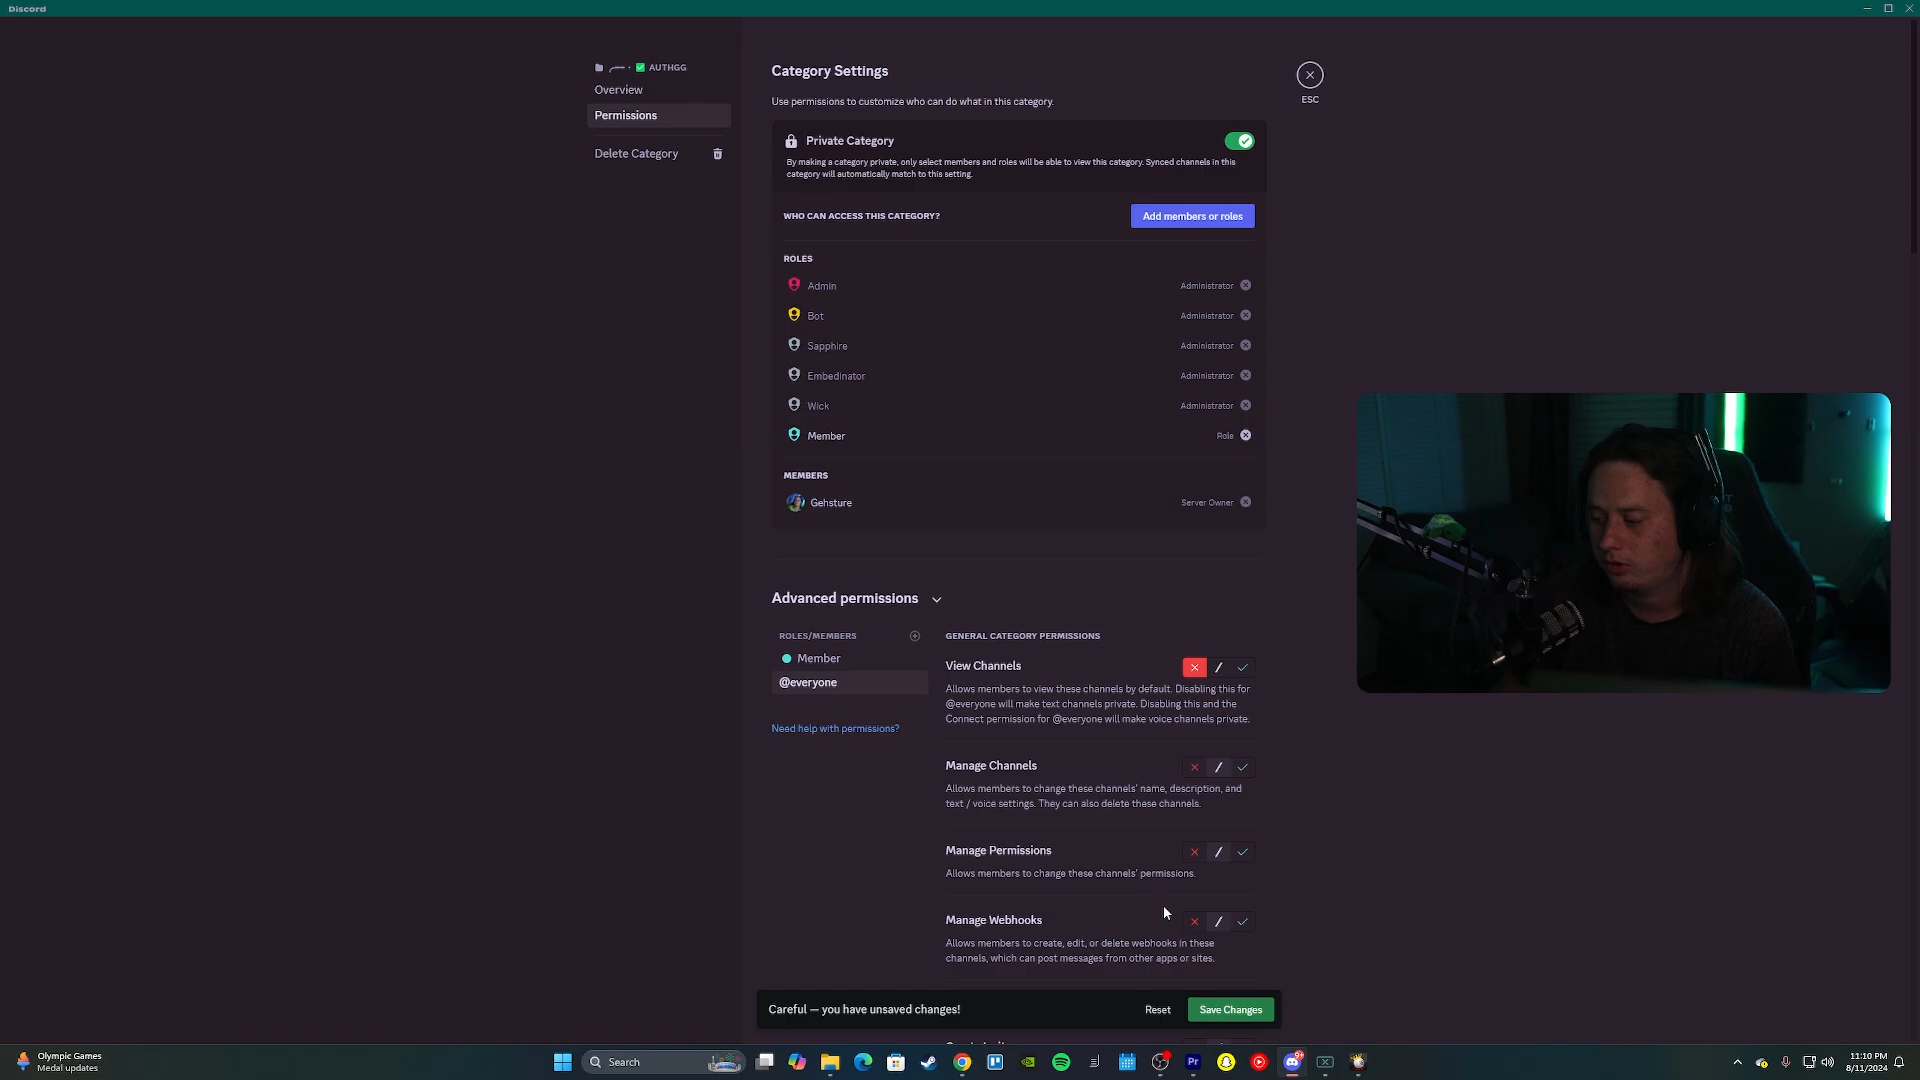 Discord
AUTHGG
Overview
Permissions
Delete Category
Category Settings
Use permissions to customize who can do what in this category.
ESC
Private Category
By making a category private, only select members and roles will be able to view this category. Synced channels in this
category will automatically match to this setting.
WHO CAN ACCESS THIS CATEGORY?
Add members or roles
ROLES
Admin
Administrator
Bot
Administrator
Sapphire
Administrator
Embedinator
Administrator
Wick
Administrator
Member
Role
MEMBERS
Gehsture
Server Owner
Advanced permissions
ROLES/MEMBERS
Member
@everyone
Need help with permissions?
GENERAL CATEGORY PERMISSIONS
View Channels
Allows members to view these channels by default. Disabling this for
@everyone will make text channels private. Disabling this and the
Connect permission for @everyone will make voice channels private.
Manage Channels
Allows members to change these channels' name, description, and
text / voice settings. They can also delete these channels.
Manage Permissions
Allows members to change these channels' permissions.
Manage Webhooks
Allows members to create, edit, or delete webhooks in these
channels, which can post messages from other apps or sites.
Careful — you have unsaved changes!
Reset
Save Changes
Olympic Games
Medal updates
Search
Pr
11:10 PM
8/11/2024